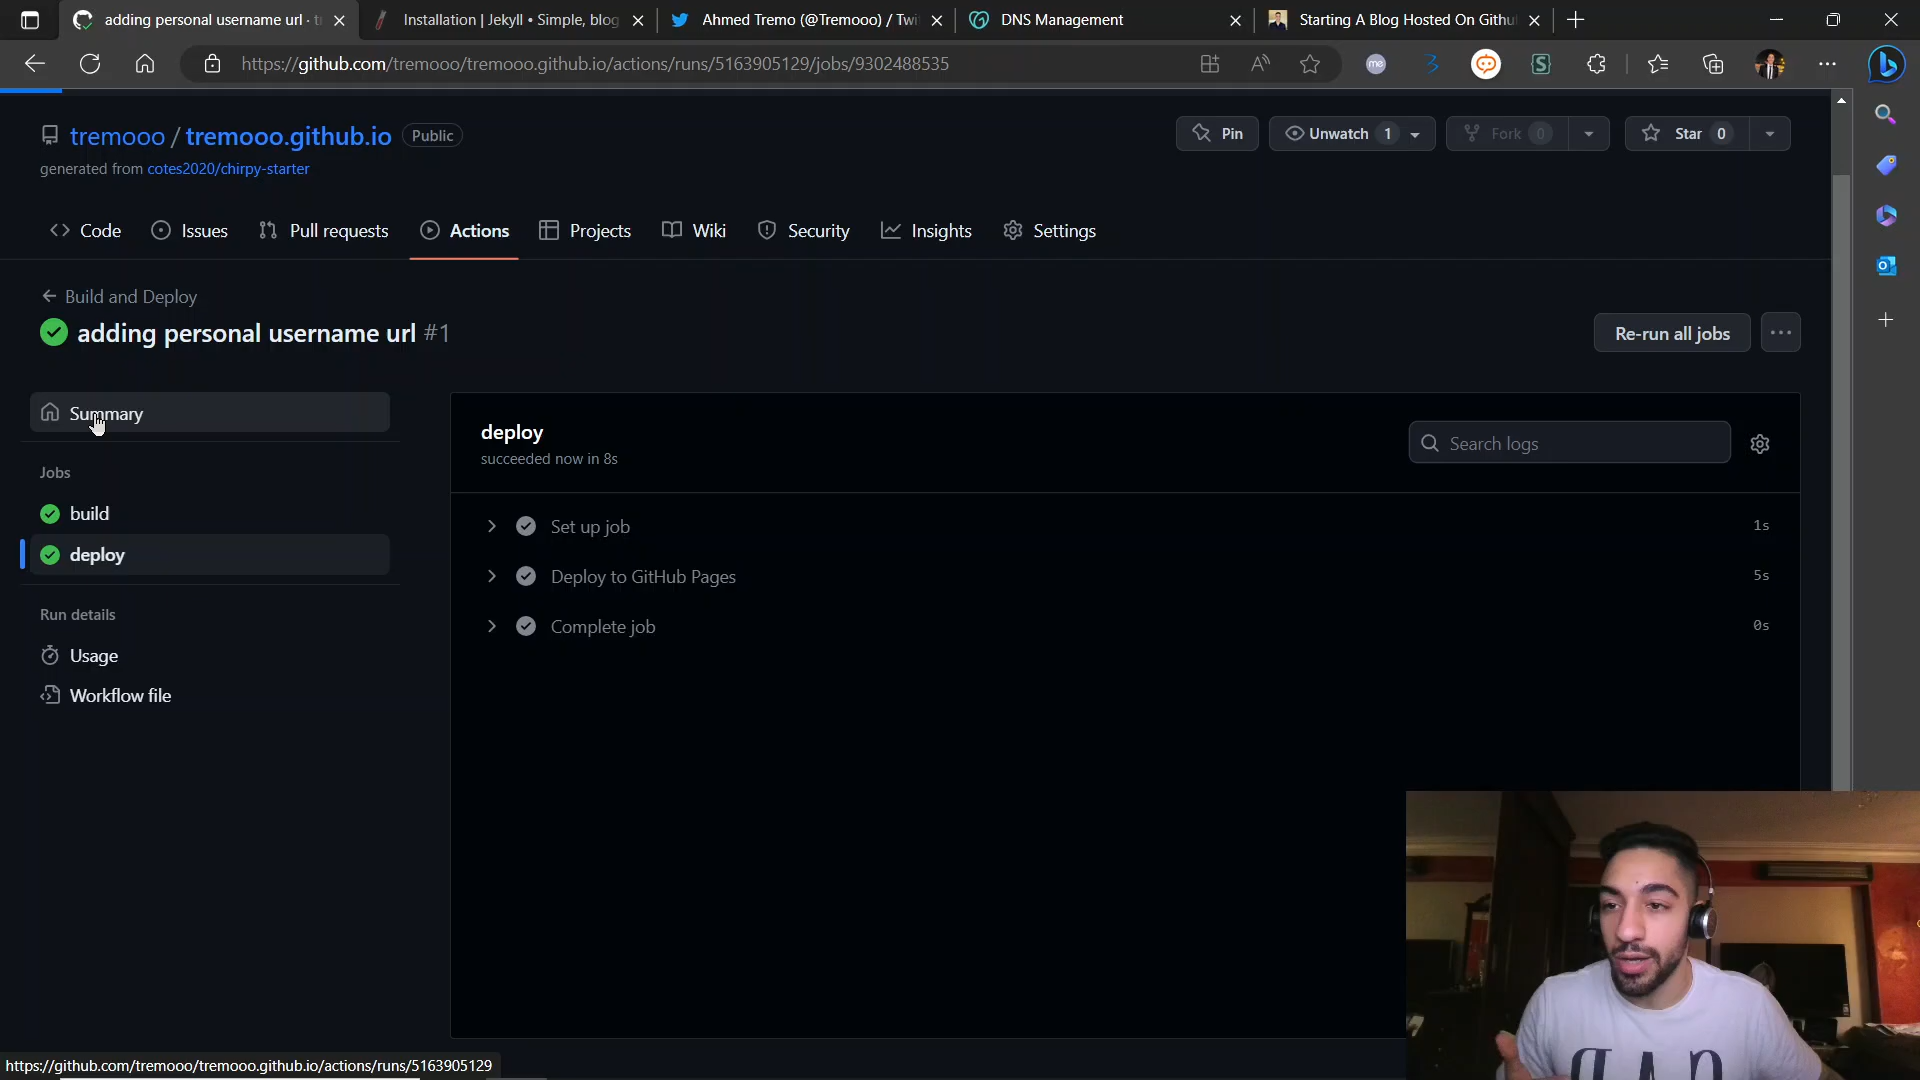 adding personal username url · t
Installation | Jekyll • Simple, blog
Ahmed Tremo (@Tremooo) / Twi
DNS Management
Starting A Blog Hosted On Githu
https://github.com/tremooo/tremooo.github.io/actions/runs/5163905129/jobs/9302488535
me
tremooo / tremooo.github.io Public
Pin
Unwatch 1
Fork 0
Star 0
generated from cotes2020/chirpy-starter
Code
Issues
Pull requests
Actions
Projects
Wiki
Security
Insights
Settings
Build and Deploy
adding personal username url #1
Re-run all jobs
Summary
Jobs
build
deploy
Run details
Usage
Workflow file
deploy
succeeded now in 8s
Search logs
Set up job 1s
Deploy to GitHub Pages 5s
Complete job 0s
https://github.com/tremooo/tremooo.github.io/actions/runs/5163905129